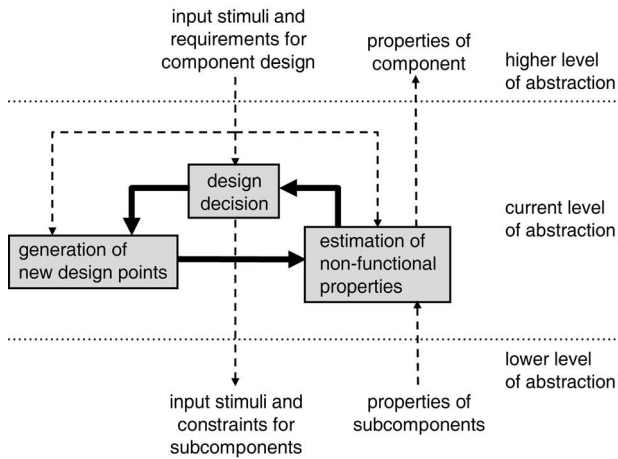 input stimuli and
requirements for
component design
properties of
component
higher level
of abstraction
design
decision
current level
of abstraction
generation of
new design points
estimation of
non-functional
properties
lower level
of abstraction
input stimuli and
constraints for
subcomponents
properties of
subcomponents